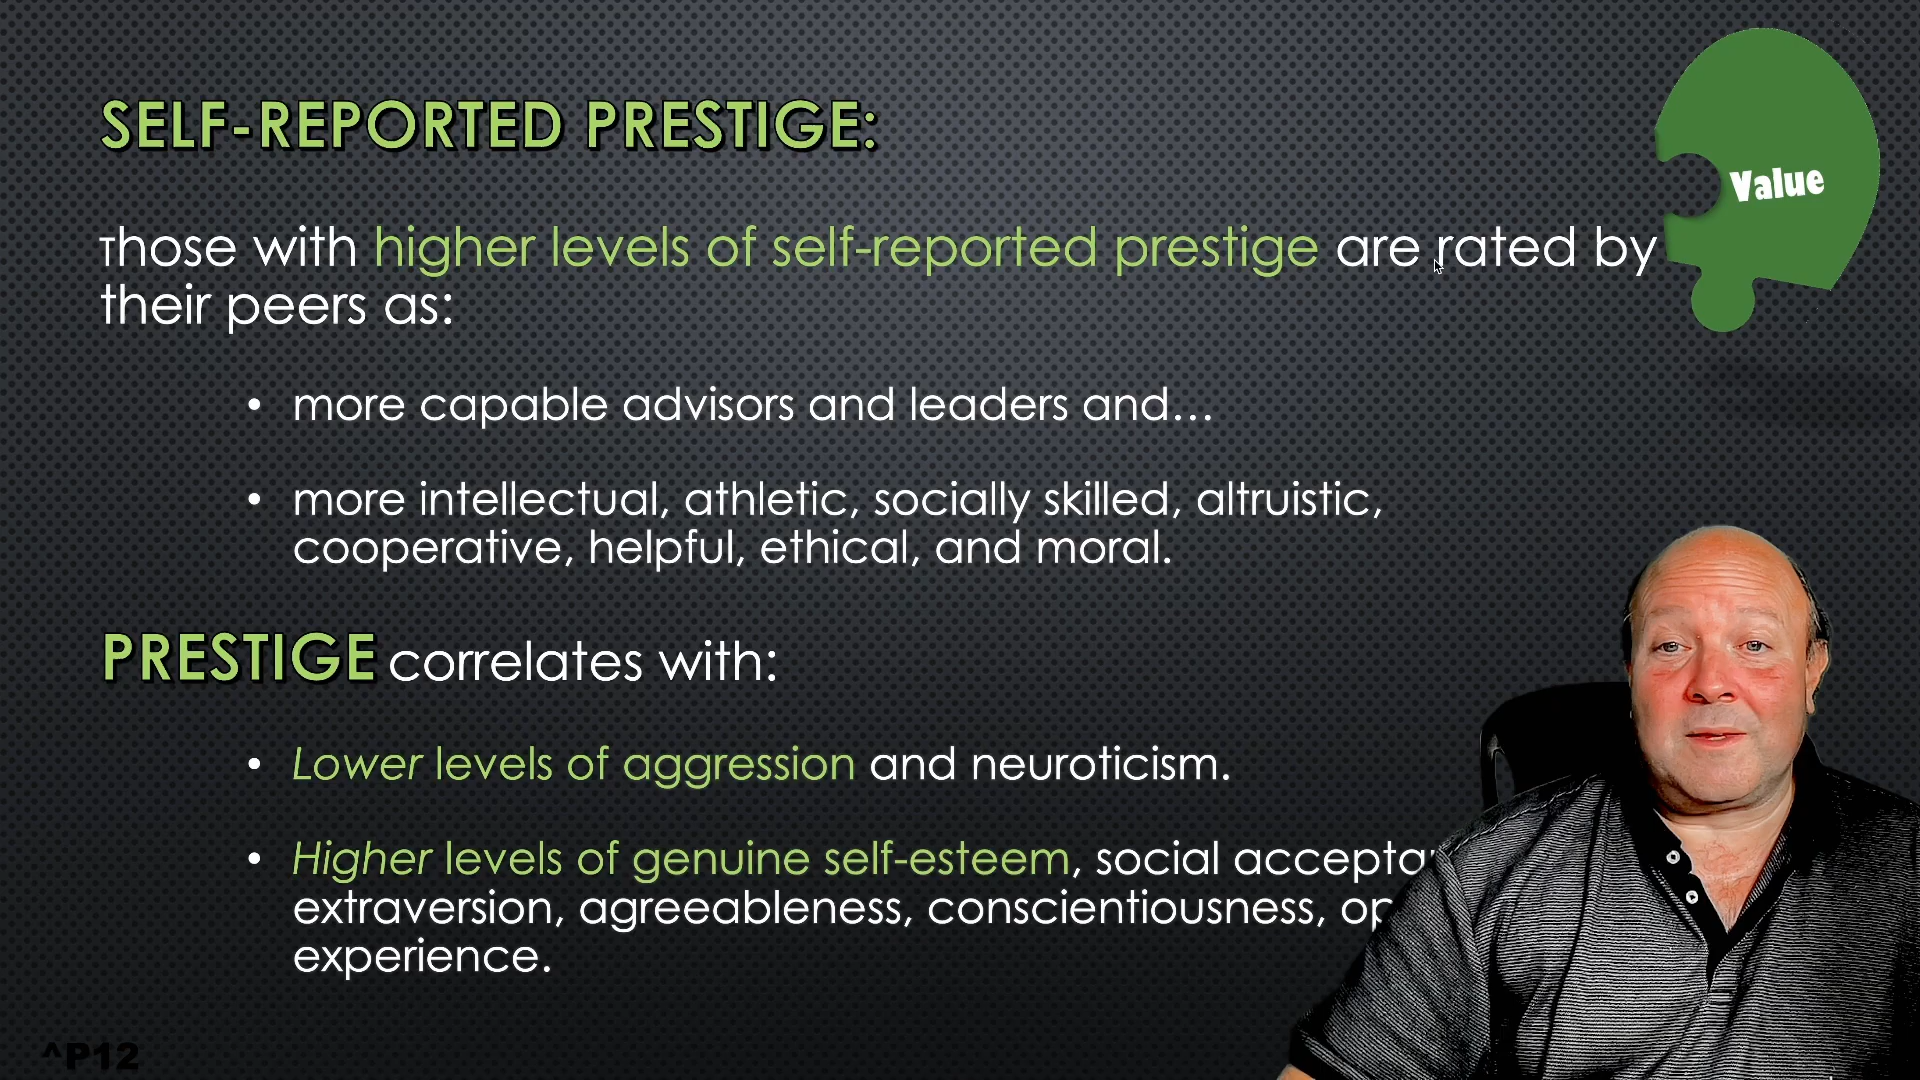 SELF-REPORTED PRESTIGE:
Value
Those with higher levels of self-reported prestige are rated by
their peers as:
• more capable advisors and leaders and…
• more intellectual, athletic, socially skilled, altruistic,
cooperative, helpful, ethical, and moral.
PRESTIGE correlates with:
• Lower levels of aggression and neuroticism.
• Higher levels of genuine self-esteem, social
extraversion, agreeableness, conscientiousness,
experience.
^P12